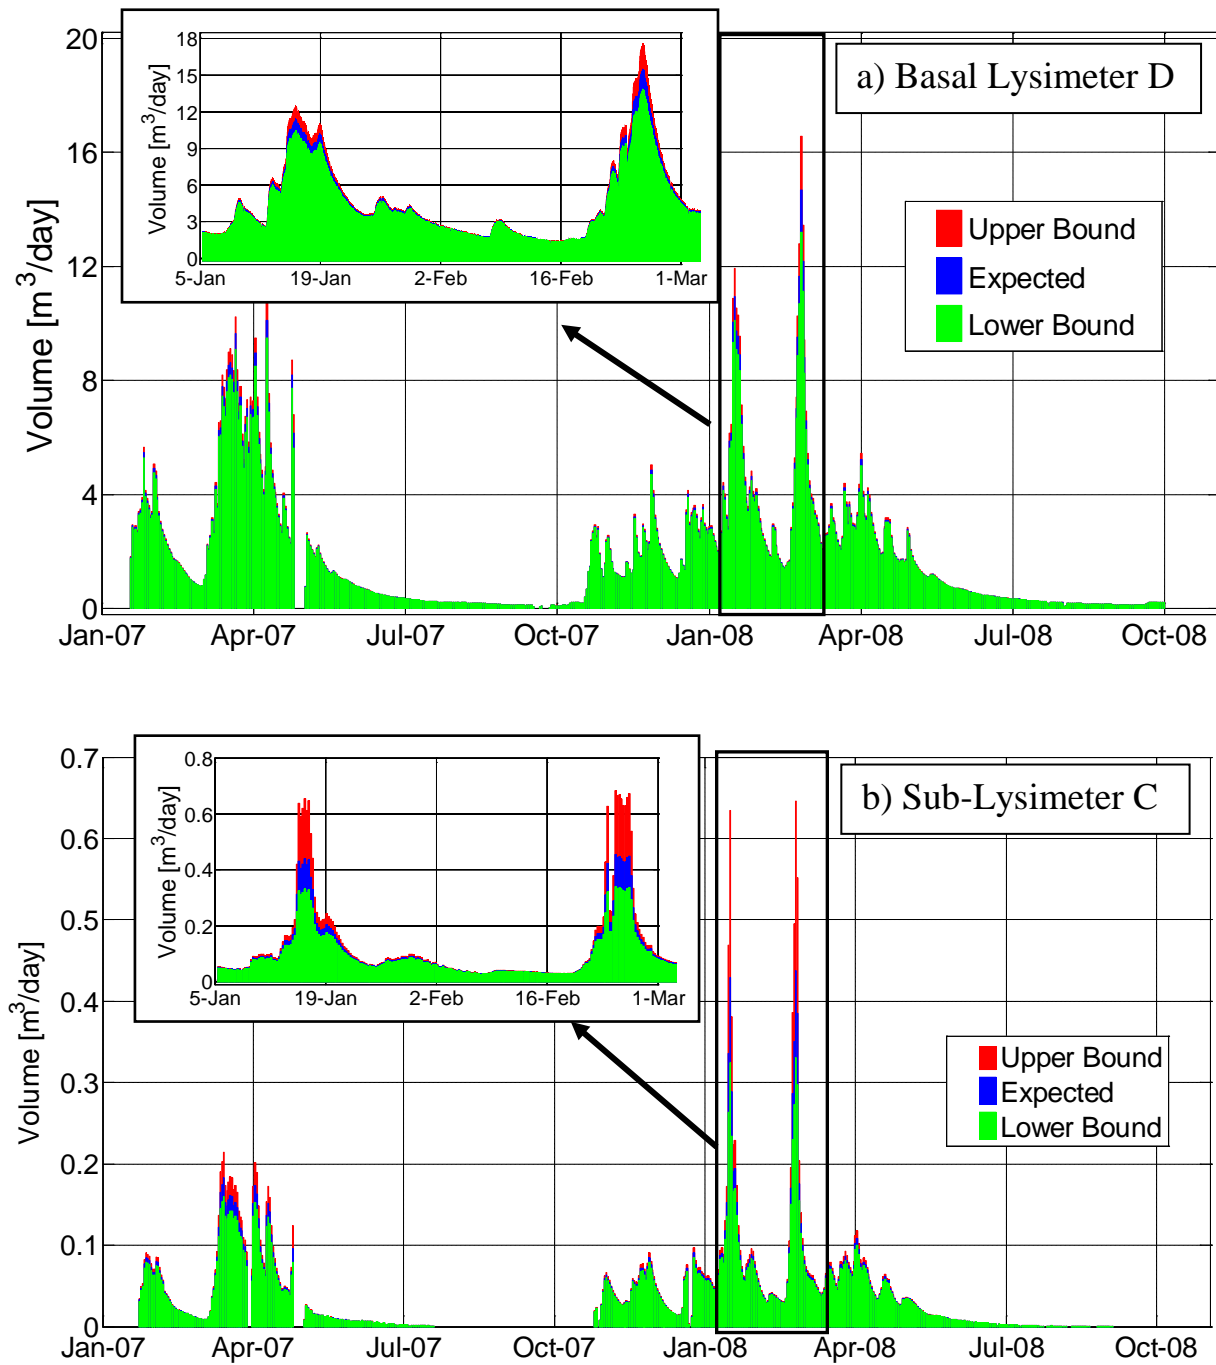 a) Basal Lysimeter D
Volume [m³/day]
20
16
12
8
4
0
Jan-07 Apr-07 Jul-07 Oct-07 Jan-08 Apr-08 Jul-08 Oct-08
Volume [m³/day]
18
15
12
9
6
3
0
5-Jan 19-Jan 2-Feb 16-Feb 1-Mar
Upper Bound
Expected
Lower Bound
b) Sub-Lysimeter C
Volume [m³/day]
0.7
0.6
0.5
0.4
0.3
0.2
0.1
0
Jan-07 Apr-07 Jul-07 Oct-07 Jan-08 Apr-08 Jul-08 Oct-08
Volume [m³/day]
0.8
0.6
0.4
0.2
0
5-Jan 19-Jan 2-Feb 16-Feb 1-Mar
Upper Bound
Expected
Lower Bound